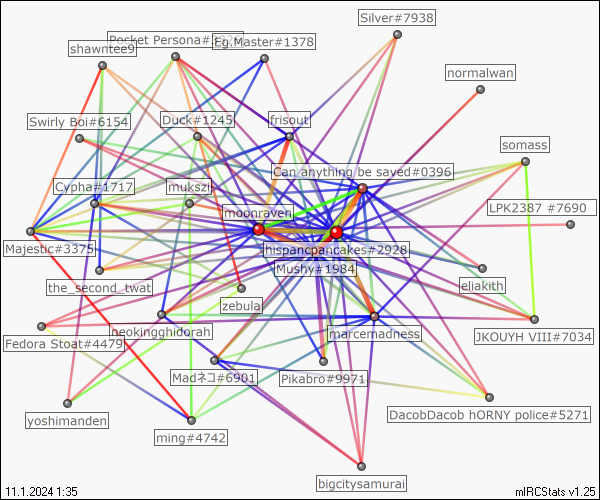 Silver#7938
Pocket Persona#
Eg.Master#1378
shawntee9
normalwan
Swirly Boi#6154
Duck#1245
frisout
somass
Can anything be saved#0396
Cypha#1717
mukszi
LPK2387 #7690
moonraven
Majestic#3375
hispancpancakes#2928
Mushy#1984
the_second_twat
eliakith
zebulai
neokingghidorah
marcemadness
JKOUYH VIII#7034
Fedora Stoat#4479
Madネコ#6901
Pikabro#9971
DacobDacob hORNY police#5271
yoshimanden
ming#4742
bigcitysamurai
11.1.2024 1:35
mIRCStats v1.25